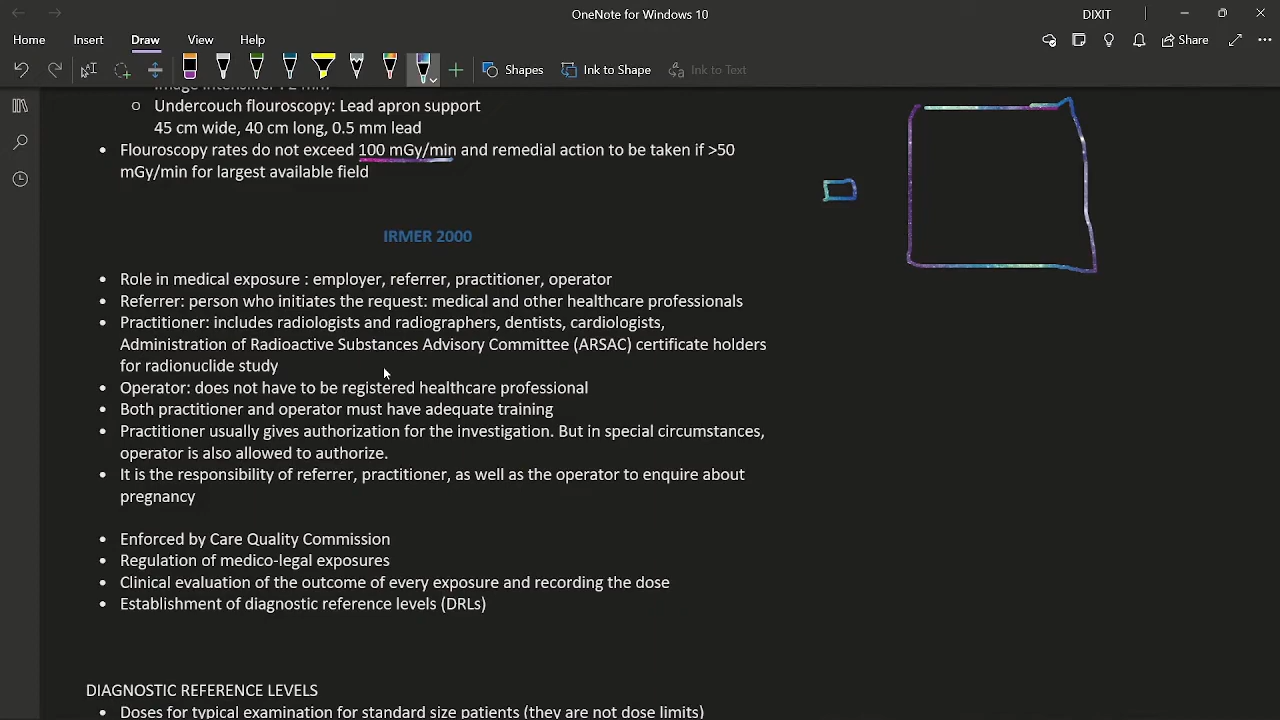 OneNote for Windows 10
DIXIT
Home Insert Draw View Help
Share
Shapes Ink to Shape Ink to Text
Image intensifier : 2 mm
o Undercouch flouroscopy: Lead apron support
45 cm wide, 40 cm long, 0.5 mm lead
• Flouroscopy rates do not exceed 100 mGy/min and remedial action to be taken if >50
mGy/min for largest available field
IRMER 2000
• Role in medical exposure : employer, referrer, practitioner, operator
• Referrer: person who initiates the request: medical and other healthcare professionals
• Practitioner: includes radiologists and radiographers, dentists, cardiologists,
Administration of Radioactive Substances Advisory Committee (ARSAC) certificate holders
for radionuclide study
• Operator: does not have to be registered healthcare professional
• Both practitioner and operator must have adequate training
• Practitioner usually gives authorization for the investigation. But in special circumstances,
operator is also allowed to authorize.
• It is the responsibility of referrer, practitioner, as well as the operator to enquire about
pregnancy
• Enforced by Care Quality Commission
• Regulation of medico-legal exposures
• Clinical evaluation of the outcome of every exposure and recording the dose
• Establishment of diagnostic reference levels (DRLs)
DIAGNOSTIC REFERENCE LEVELS
• Doses for typical examination for standard size patients (they are not dose limits)